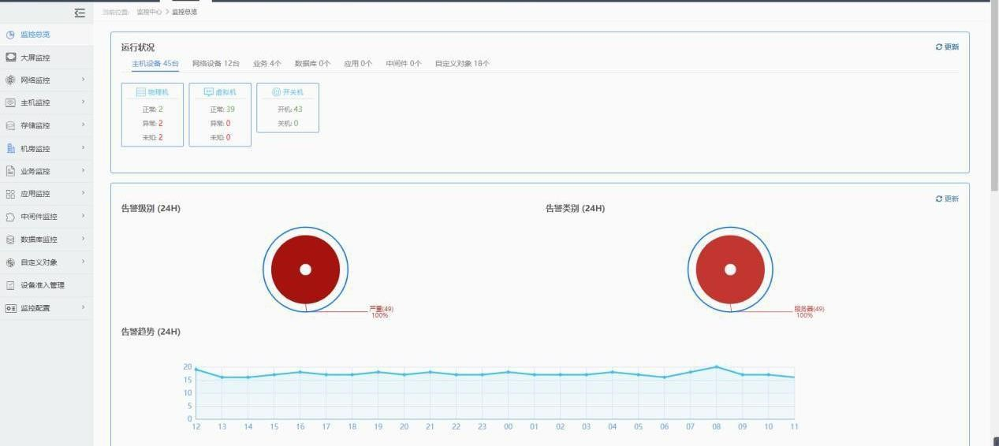 当前位置: 监控中心 > 监控总览
监控总览
大屏监控
网络监控
主机监控
存储监控
机房监控
业务监控
应用监控
中间件监控
数据库监控
自定义对象
设备准入管理
监控配置
运行状况
更新
主机设备 45台 网络设备 12台 业务 4个 数据库 0个 应用 0个 中间件 0个 自定义对象 18个
物理机
正常: 2
异常: 2
未知: 2
虚拟机
正常: 39
异常: 0
未知: 0
开关机
开机: 43
关机: 0
更新
告警级别 (24H)
严重(49)
100%
告警类别 (24H)
服务器(49)
100%
告警趋势 (24H)
20
15
10
5
0
12 13 14 15 16 17 18 19 20 21 22 23 00 01 02 03 04 05 06 07 08 09 10 11